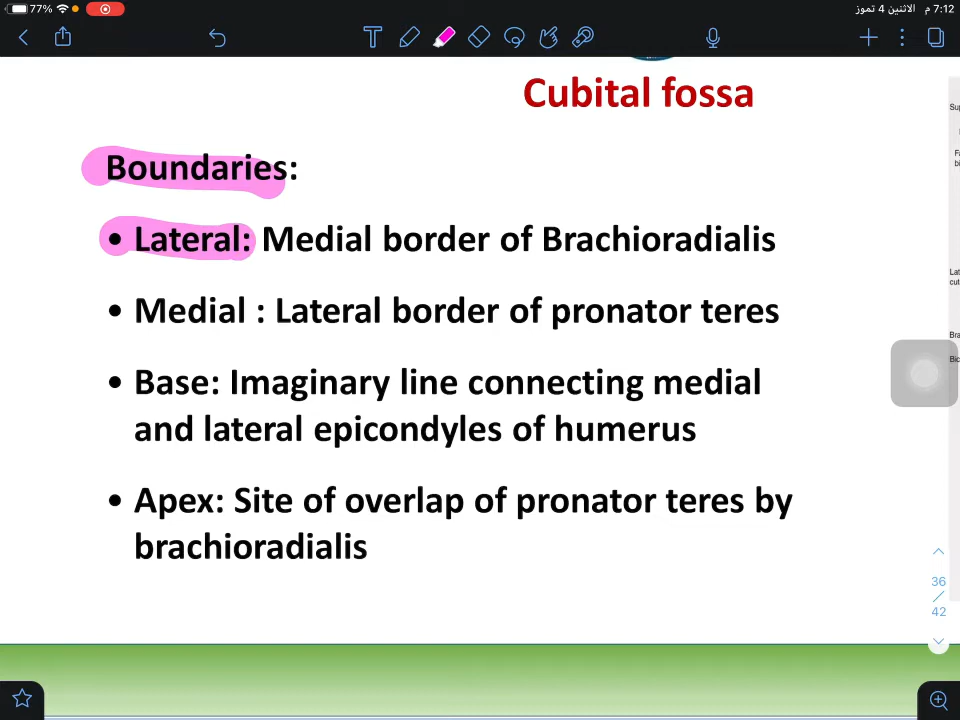 77%
الاثنين 4 تموز 7:12 م
Cubital fossa
Boundaries:
• Lateral: Medial border of Brachioradialis
• Medial : Lateral border of pronator teres
• Base: Imaginary line connecting medial
and lateral epicondyles of humerus
• Apex: Site of overlap of pronator teres by
brachioradialis
36
/
42